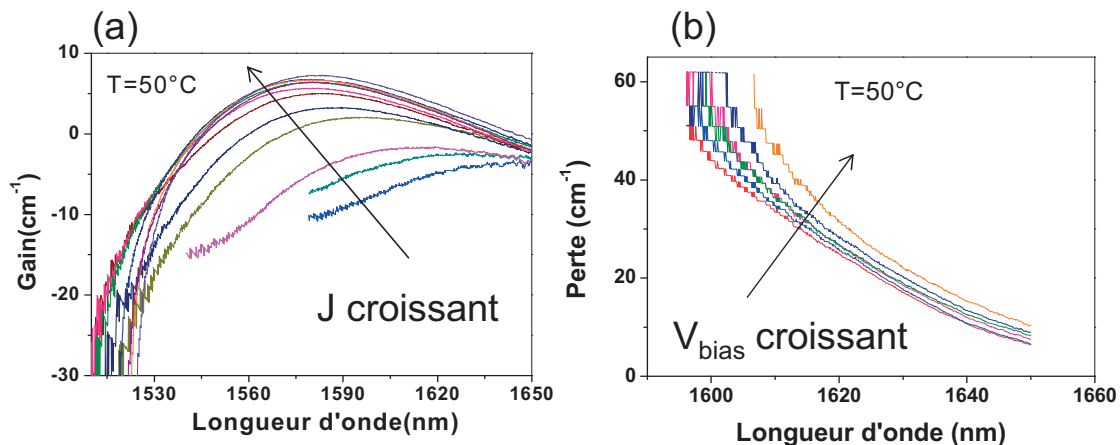 (a)
10
0
-10
-20
-30
Gain(cm⁻¹)
T=50°C
J croissant
1530
1560
1590
1620
1650
Longueur d'onde(nm)
(b)
60
40
20
0
Perte (cm⁻¹)
T=50°C
V_bias croissant
1600
1620
1640
1660
Longueur d'onde (nm)